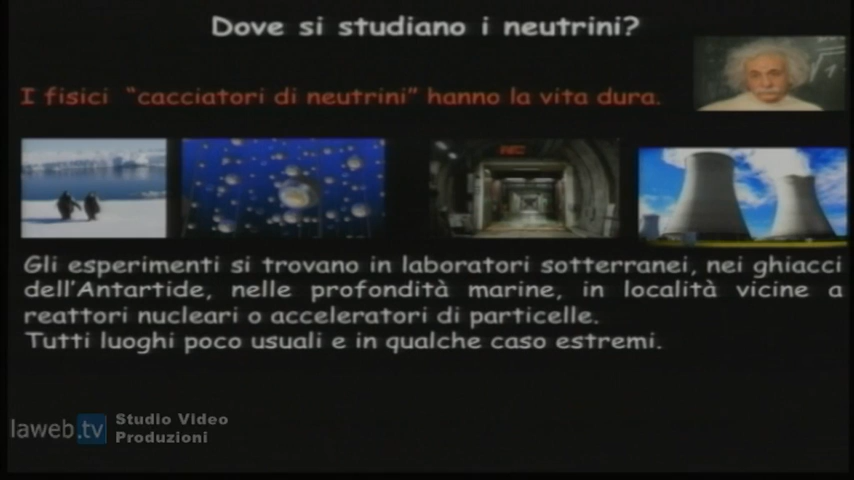 Dove si studiano i neutrini?
I fisici "cacciatori di neutrini" hanno la vita dura.
Gli esperimenti si trovano in laboratori sotterranei, nei ghiacci
dell'Antartide, nelle profondità marine, in località vicine a
reattori nucleari o acceleratori di particelle.
Tutti luoghi poco usuali e in qualche caso estremi.
laweb.tv
Studio Video
Produzioni